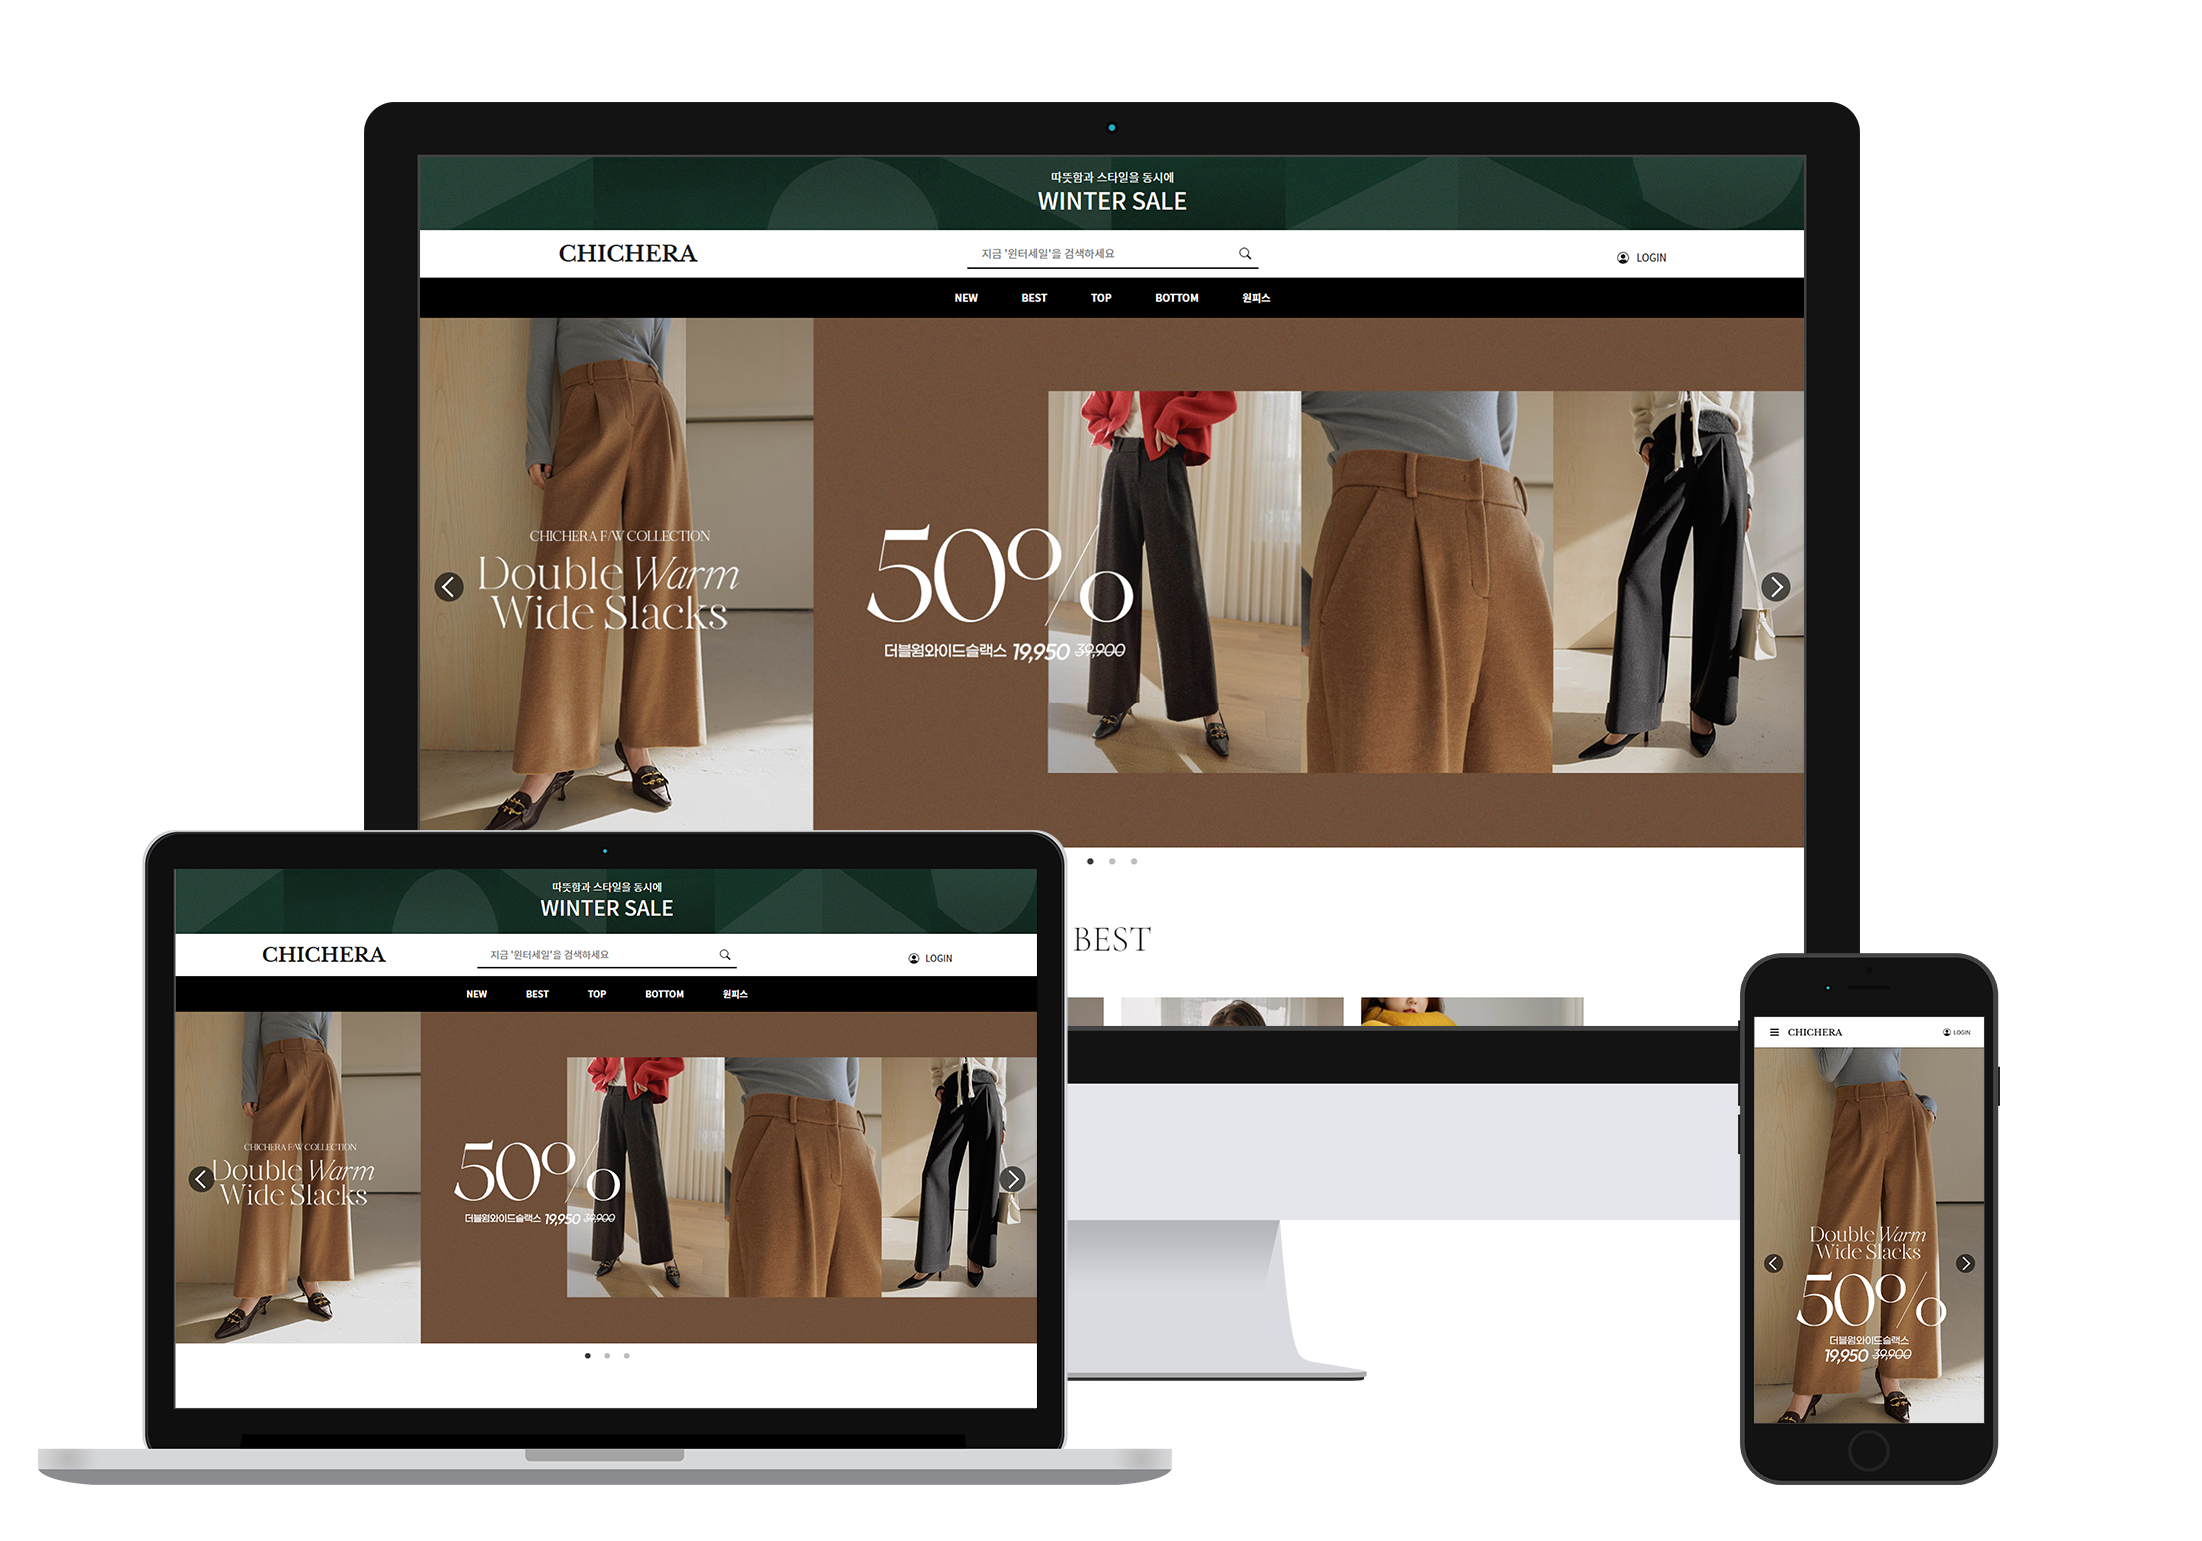 따뜻함과 스타일을 동시에
WINTER SALE
CHICHERA
지금 '윈터세일'을 검색하세요
LOGIN
NEW BEST TOP BOTTOM 원피스
CHICHERA F/W COLLECTION
Double Warm
Wide Slacks
50%
더블웜와이드슬랙스 19,950 39,900
BEST
따뜻함과 스타일을 동시에
WINTER SALE
CHICHERA
지금 '윈터세일'을 검색하세요
LOGIN
NEW BEST TOP BOTTOM 원피스
CHICHERA F/W COLLECTION
Double Warm
Wide Slacks
50%
더블웜와이드슬랙스 19,950 39,900
CHICHERA
LOGIN
Double Warm
Wide Slacks
50%
더블웜와이드슬랙스
19,950 39,900